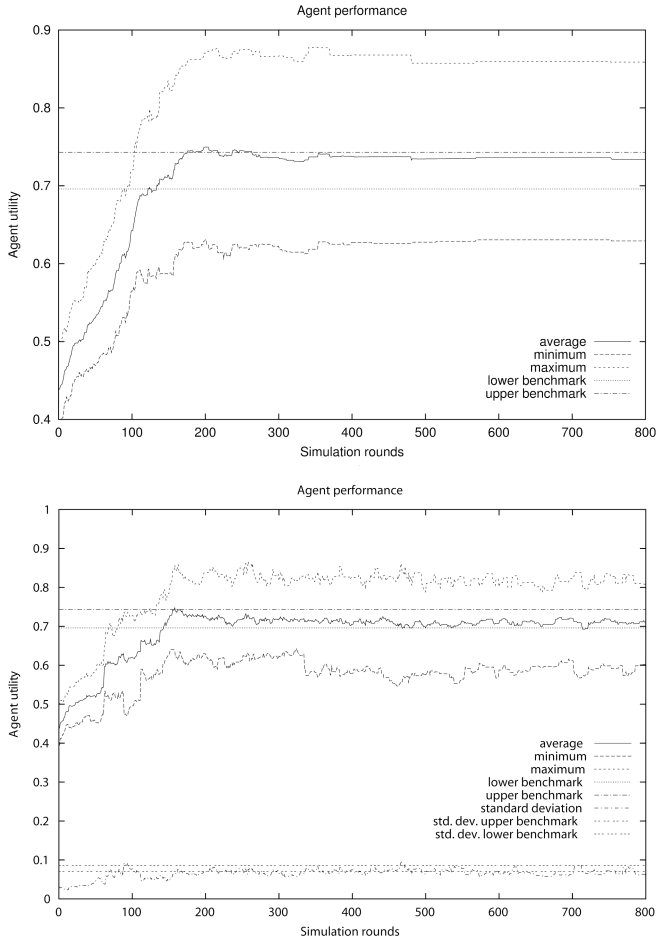 Agent performance
0.9
0.8
0.7
0.6
0.5
0.4
Agent utility
average
minimum
maximum
lower benchmark
upper benchmark
0 100 200 300 400 500 600 700 800
Simulation rounds
Agent performance
1
0.9
0.8
0.7
0.6
0.5
0.4
0.3
0.2
0.1
0
Agent utility
average
minimum
maximum
lower benchmark
upper benchmark
standard deviation
std. dev. upper benchmark
std. dev. lower benchmark
0 100 200 300 400 500 600 700 800
Simulation rounds